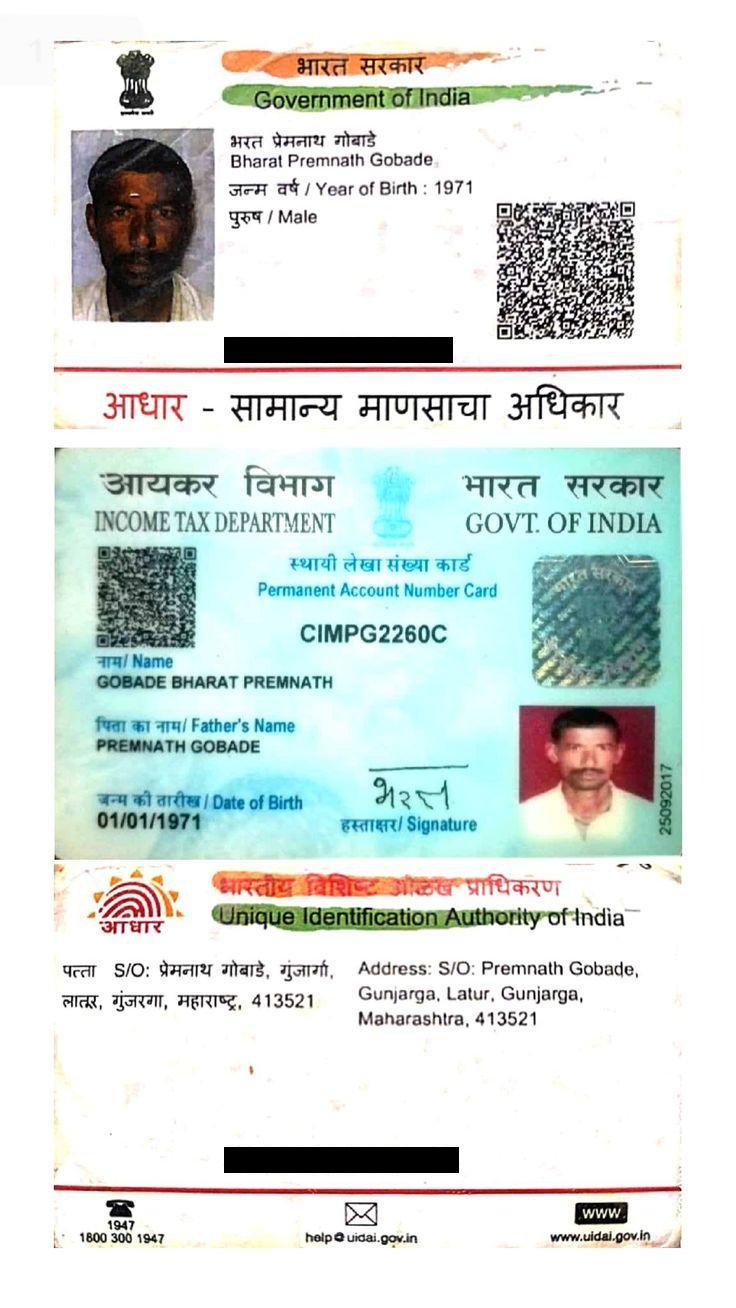 1
भारत सरकार
Government of India
भरत प्रेमनाथ गोबाडे
Bharat Premnath Gobade
जन्म वर्ष / Year of Birth : 1971
पुरुष / Male
आधार - सामान्य माणसाचा अधिकार
आयकर विभाग भारत सरकार
INCOME TAX DEPARTMENT GOVT. OF INDIA
स्थायी लेखा संख्या कार्ड
Permanent Account Number Card
CIMPG2260C
नाम/ Name
GOBADE BHARAT PREMNATH
पिता का नाम/ Father's Name
PREMNATH GOBADE
जन्म की तारीख / Date of Birth
01/01/1971
भरत
हस्ताक्षर/ Signature
25092017
भारत सरकार
भारतीय विशिष्ट ओळख प्राधिकरण
Unique Identification Authority of India
आधार
पत्ता S/O: प्रेमनाथ गोबाडे, गुंजार्गा,
लातूर, गुंजरगा, महाराष्ट्र, 413521
Address: S/O: Premnath Gobade,
Gunjarga, Latur, Gunjarga,
Maharashtra, 413521
1947
1800 300 1947
help@uidai.gov.in
www
www.uidai.gov.in